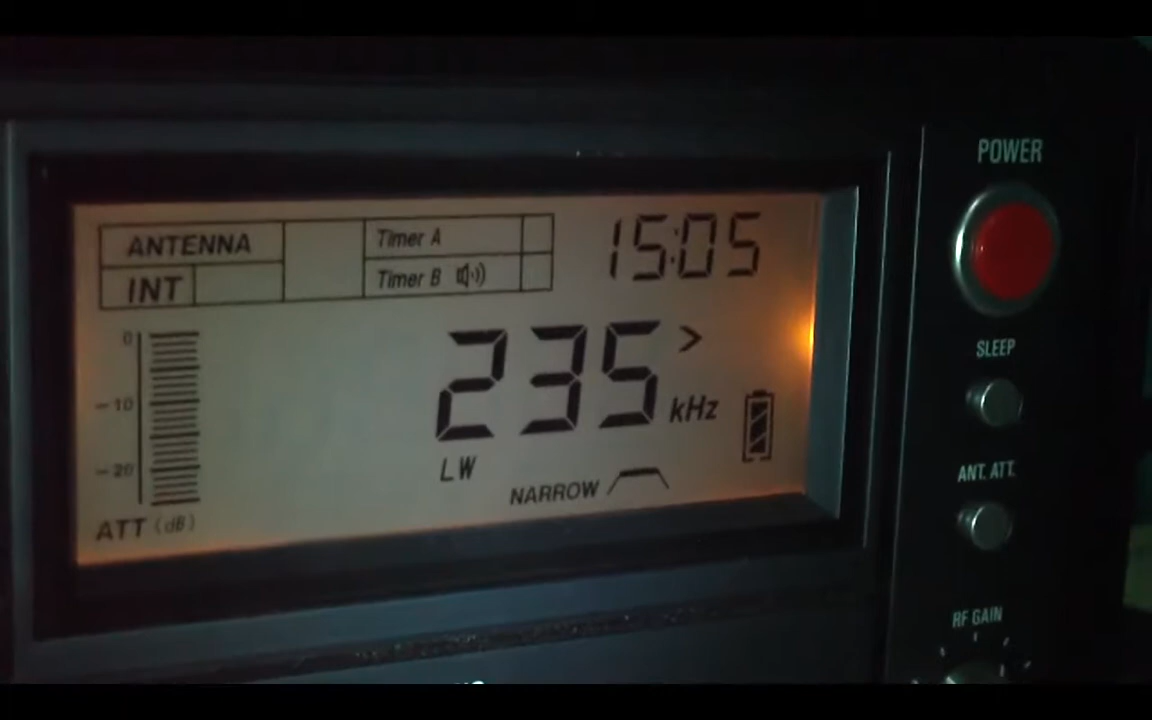 POWER
ANTENNA
Timer A
15:05
INT
Timer B
0
235 >
SLEEP
-10
kHz
-20
LW
ANT. ATT.
NARROW
ATT (dB)
RF GAIN